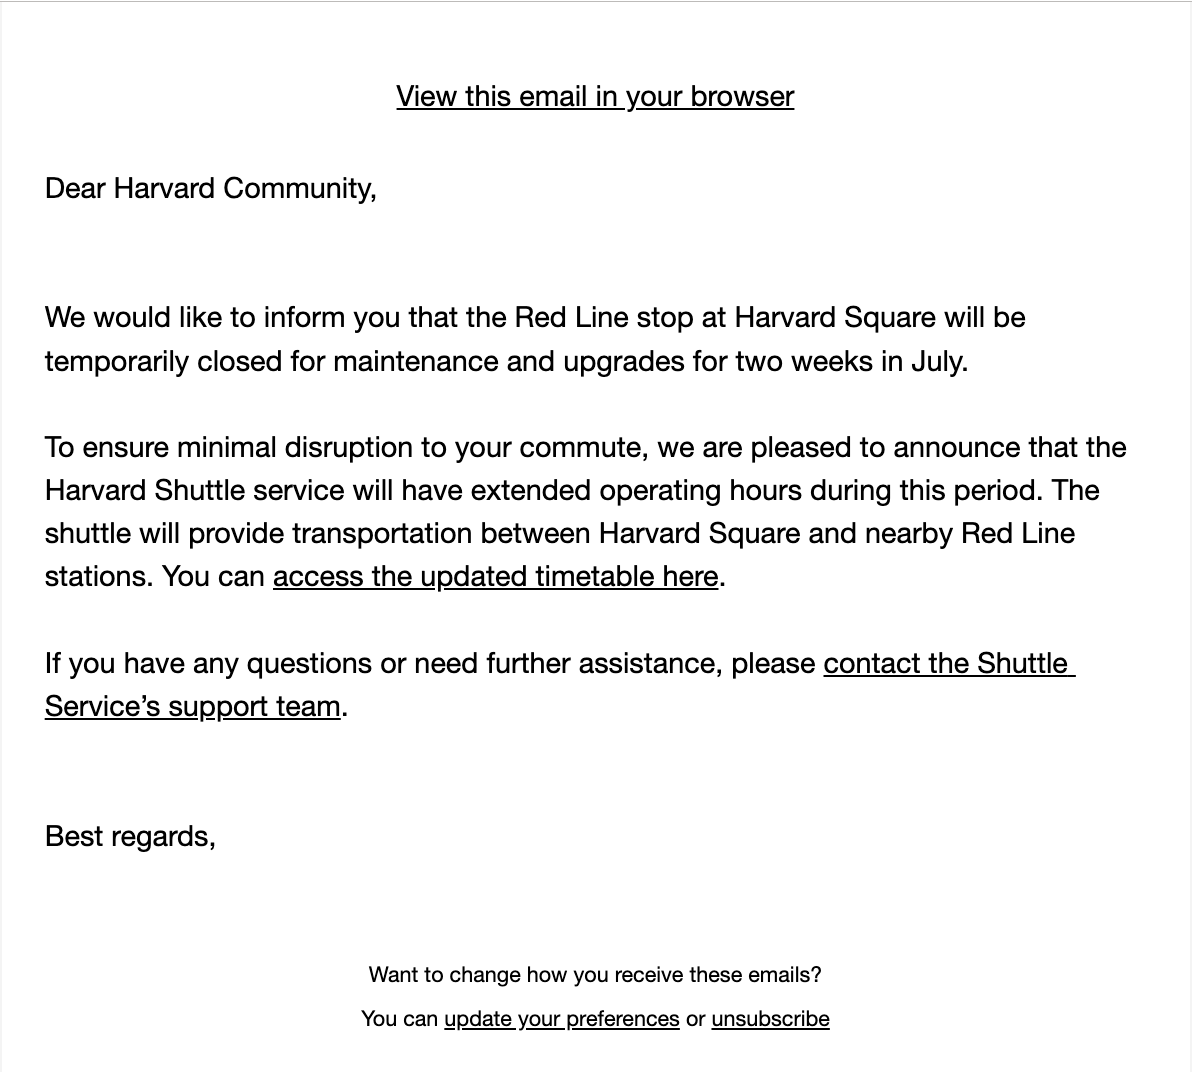 View this email in your browser
Dear Harvard Community,
We would like to inform you that the Red Line stop at Harvard Square will be
temporarily closed for maintenance and upgrades for two weeks in July.
To ensure minimal disruption to your commute, we are pleased to announce that the
Harvard Shuttle service will have extended operating hours during this period. The
shuttle will provide transportation between Harvard Square and nearby Red Line
stations. You can access the updated timetable here.
If you have any questions or need further assistance, please contact the Shuttle
Service’s support team.
Best regards,
Want to change how you receive these emails?
You can update your preferences or unsubscribe